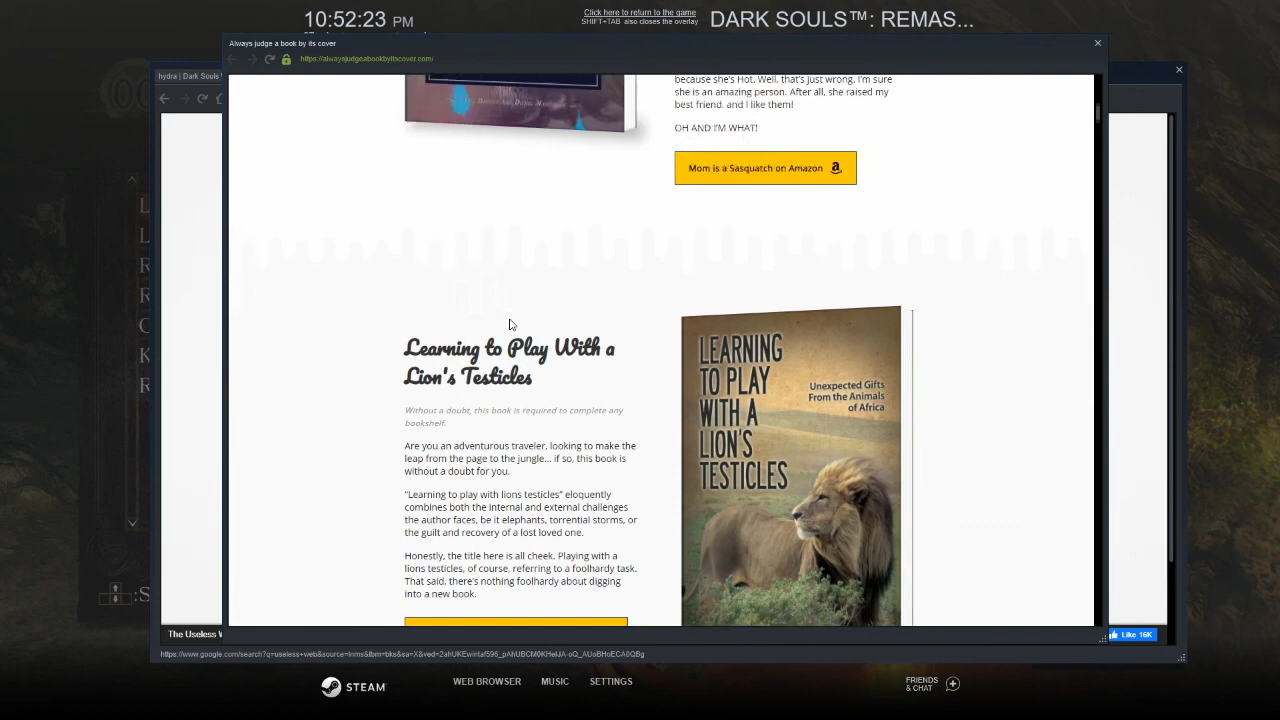 10:52:23 PM
Click here to return to the game
SHIFT+TAB also closes the overlay
DARK SOULS™: REMAS...
Always judge a book by its cover
https://alwaysjudgeabookbyitscover.com/
hydra | Dark Souls
because she's Hot. Well, that's just wrong. I'm sure
she is an amazing person. After all, she raised my
best friend, and I like them!
OH AND I'M WHAT!
Mom is a Sasquatch on Amazon
Learning to Play With a
Lion's Testicles
Without a doubt, this book is required to complete any
bookshelf.
Are you an adventurous traveler, looking to make the
leap from the page to the jungle... if so, this book is
without a doubt for you.
“Learning to play with lions testicles” eloquently
combines both the internal and external challenges
the author faces, be it elephants, torrential storms, or
the guilt and recovery of a lost loved one.
Honestly, the title here is all cheek. Playing with a
lions testicles, of course, referring to a foolhardy task.
That said, there's nothing foolhardy about digging
into a new book.
LEARNING
TO PLAY
WITH A
LION'S
TESTICLES
Unexpected Gifts
From the Animals
of Africa
L
L
R
R
C
K
R
:S
The Useless W
Like 16K
STEAM
WEB BROWSER
MUSIC
SETTINGS
FRIENDS
& CHAT